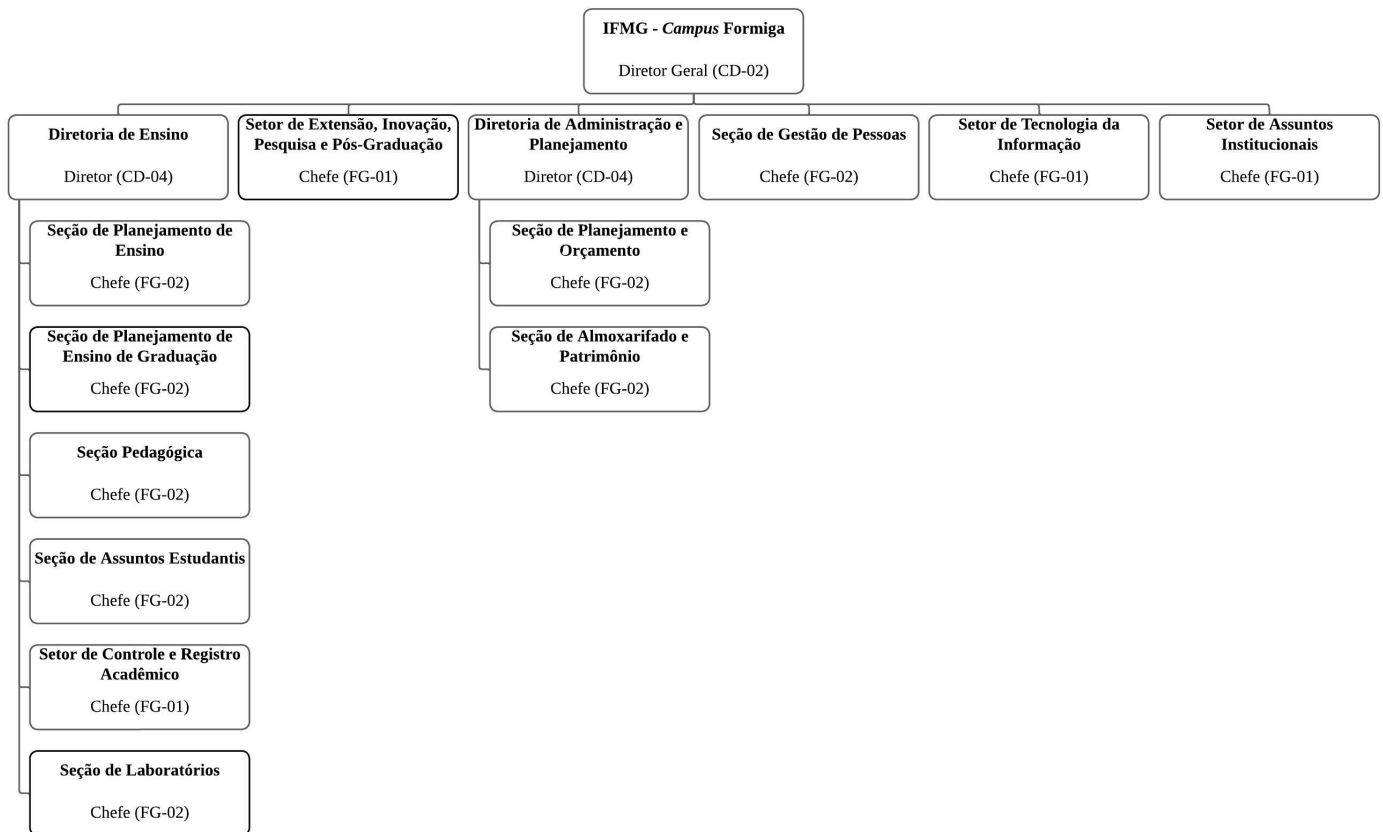 IFMG - Campus Formiga
Diretor Geral (CD-02)
Diretoria de Ensino
Diretor (CD-04)
Setor de Extensão, Inovação,
Pesquisa e Pós-Graduação
Chefe (FG-01)
Diretoria de Administração e
Planejamento
Diretor (CD-04)
Seção de Gestão de Pessoas
Chefe (FG-02)
Setor de Tecnologia da
Informação
Chefe (FG-01)
Setor de Assuntos
Institucionais
Chefe (FG-01)
Seção de Planejamento de
Ensino
Chefe (FG-02)
Seção de Planejamento de
Ensino de Graduação
Chefe (FG-02)
Seção Pedagógica
Chefe (FG-02)
Seção de Assuntos Estudantis
Chefe (FG-02)
Setor de Controle e Registro
Acadêmico
Chefe (FG-01)
Seção de Laboratórios
Chefe (FG-02)
Seção de Planejamento e
Orçamento
Chefe (FG-02)
Seção de Almoxarifado e
Patrimônio
Chefe (FG-02)